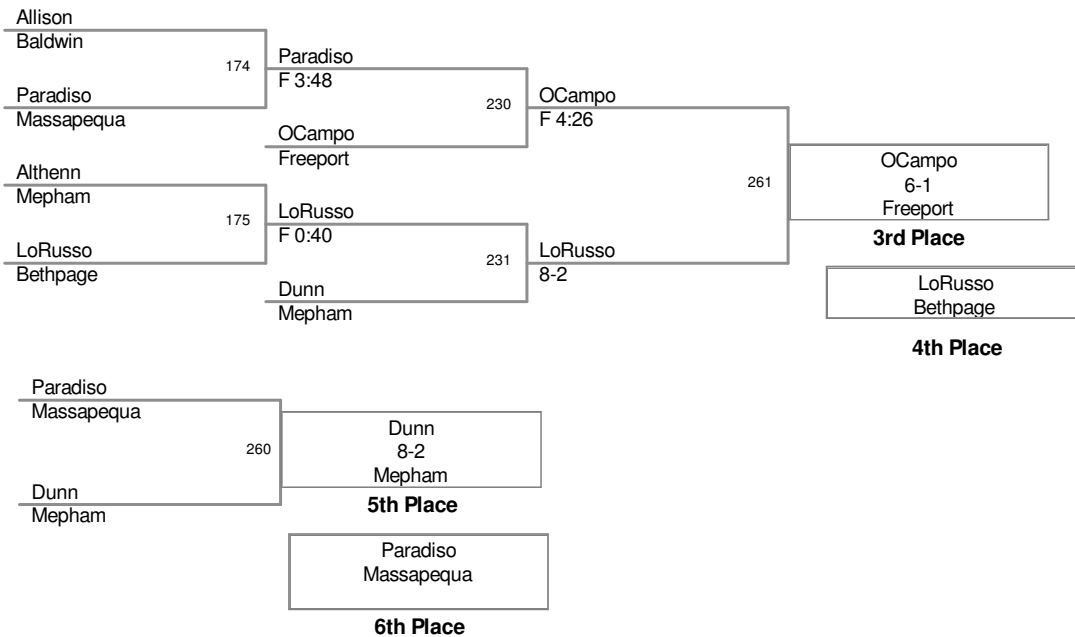 Allison
Baldwin
174
Paradiso
Massapequa
Paradiso
F 3:48
230
OCampo
Freeport
OCampo
F 4:26
Althenn
Mepham
175
LoRusso
Bethpage
LoRusso
F 0:40
231
Dunn
Mepham
LoRusso
8-2
261
OCampo
6-1
Freeport
3rd Place
LoRusso
Bethpage
4th Place
Paradiso
Massapequa
260
Dunn
Mepham
Dunn
8-2
Mepham
5th Place
Paradiso
Massapequa
6th Place